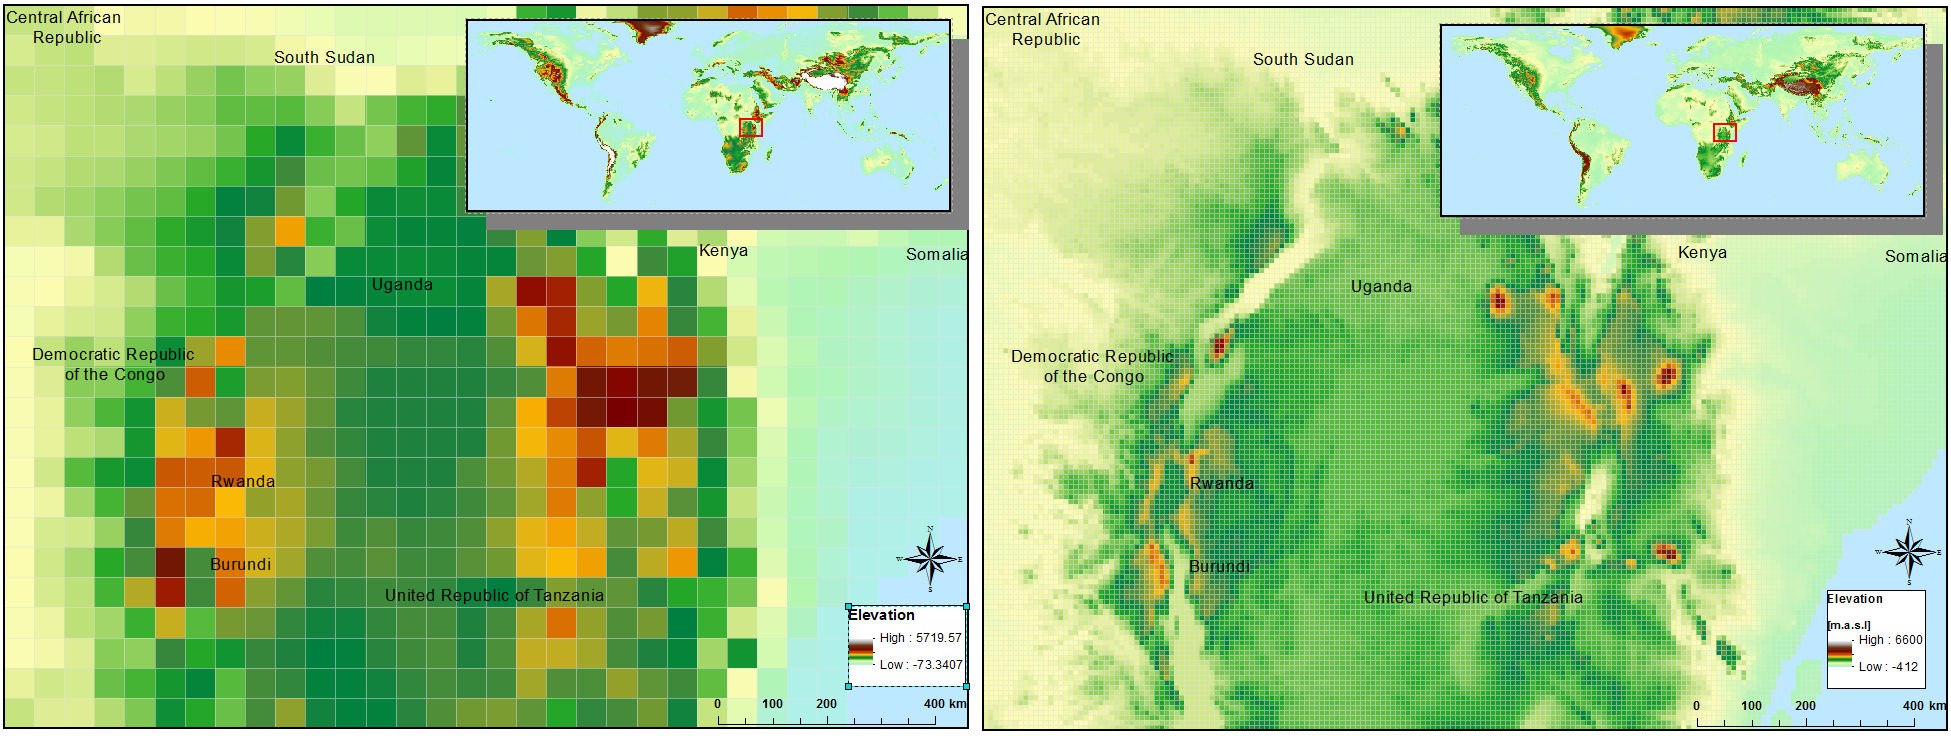 Central African
Republic
South Sudan
Kenya
Somalia
Uganda
Democratic Republic
of the Congo
Rwanda
Burundi
United Republic of Tanzania
N
W
E
S
Elevation
High : 5719.57
Low : -73.3407
0 100 200 400 km
Central African
Republic
South Sudan
Kenya
Somalia
Uganda
Democratic Republic
of the Congo
Rwanda
Burundi
United Republic of Tanzania
N
W
E
S
Elevation
[m.a.s.l]
High : 6600
Low : -412
0 100 200 400 km